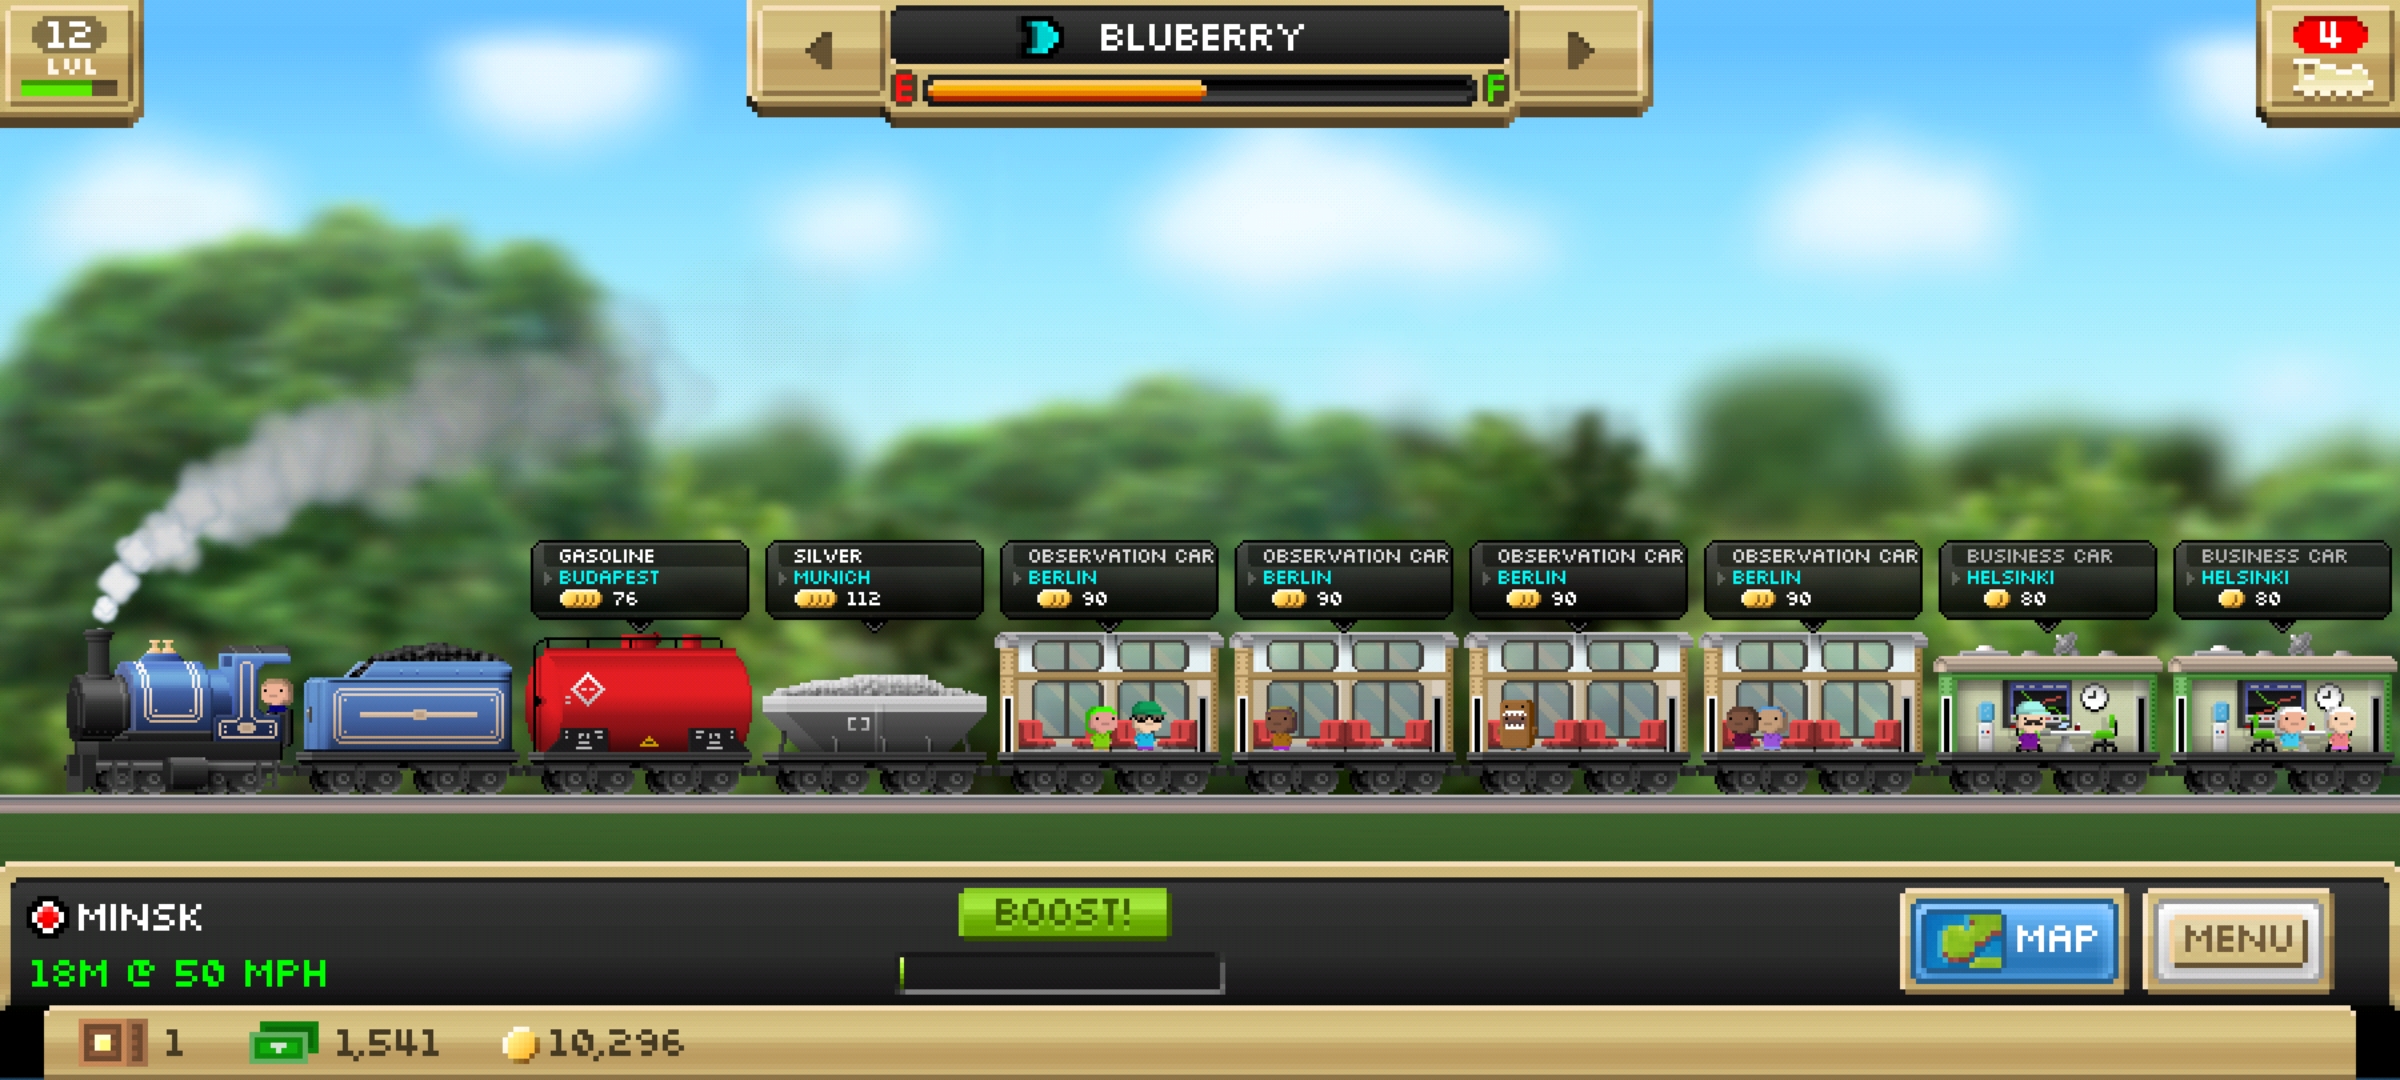 12
LVL
BLUBERRY
E
F
4
GASOLINE
BUDAPEST
76
SILVER
MUNICH
112
OBSERVATION CAR
BERLIN
90
OBSERVATION CAR
BERLIN
90
OBSERVATION CAR
BERLIN
90
OBSERVATION CAR
BERLIN
90
BUSINESS CAR
HELSINKI
80
BUSINESS CAR
HELSINKI
80
MINSK
18M @ 50 MPH
BOOST!
MAP
MENU
1
1,541
10,296